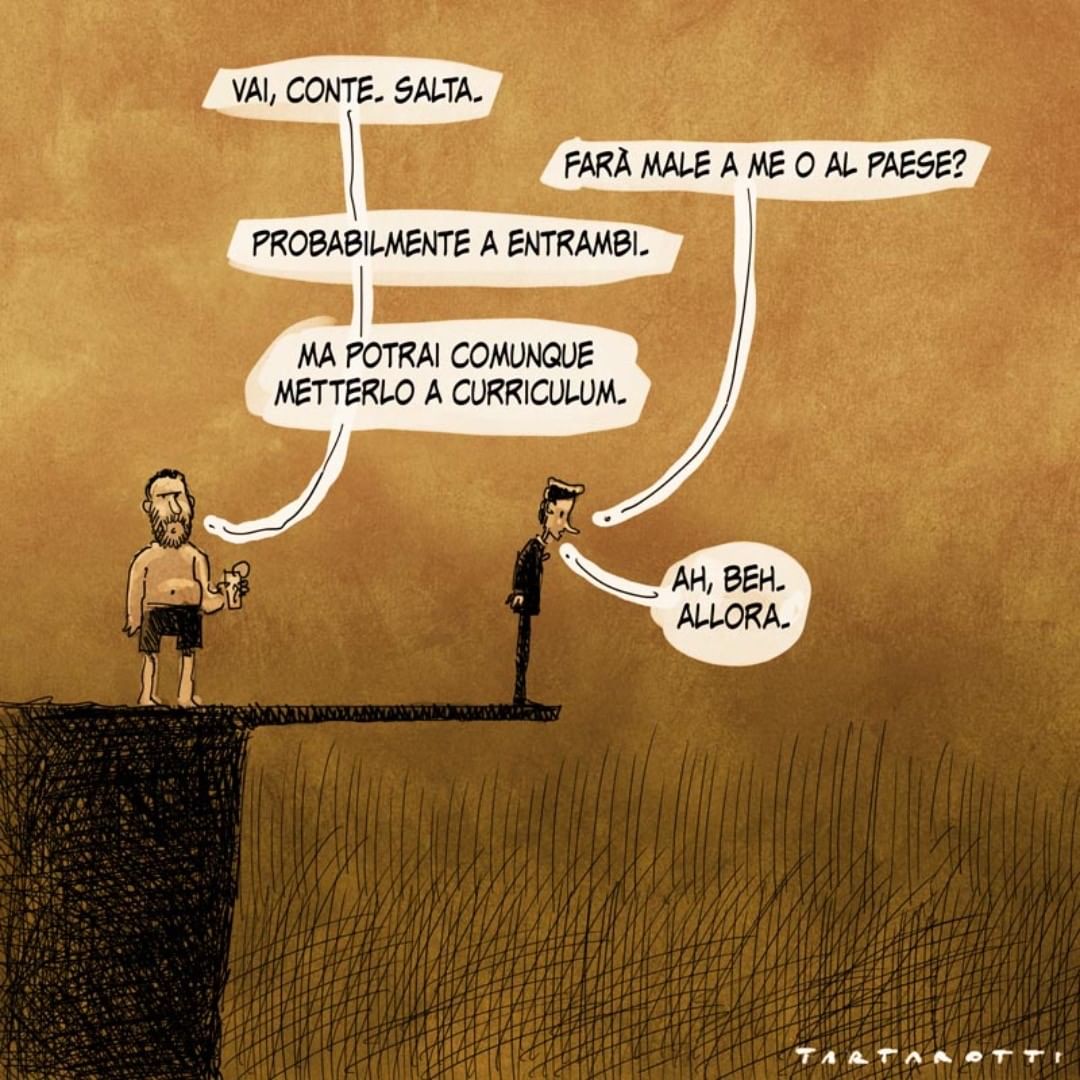 VAI, CONTE. SALTA.
FARÀ MALE A ME O AL PAESE?
PROBABILMENTE A ENTRAMBI.
MA POTRAI COMUNQUE
METTERLO A CURRICULUM.
AH, BEH.
ALLORA.
TARTAROTTI